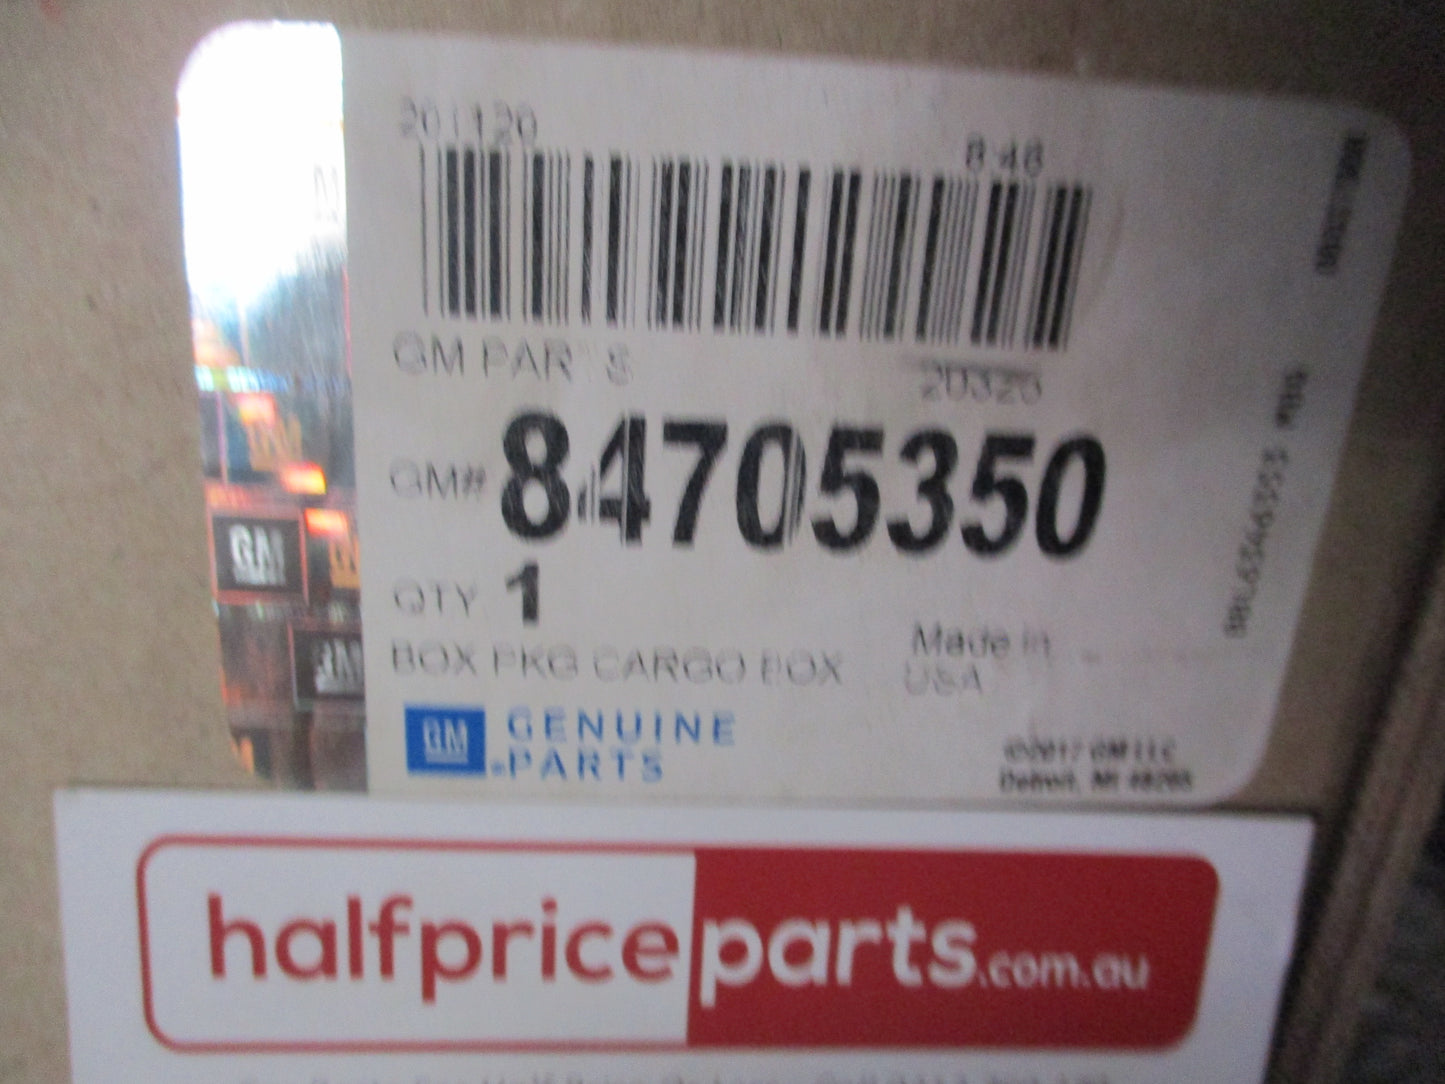 201120
8:46
GM PARTS
20320
GM# 84705350
QTY 1
BOX PKG CARGO BOX
Made in
USA
GM GENUINE
PARTS
©2017 GM LLC
Detroit, MI 48265
GM
halfpriceparts.com.au